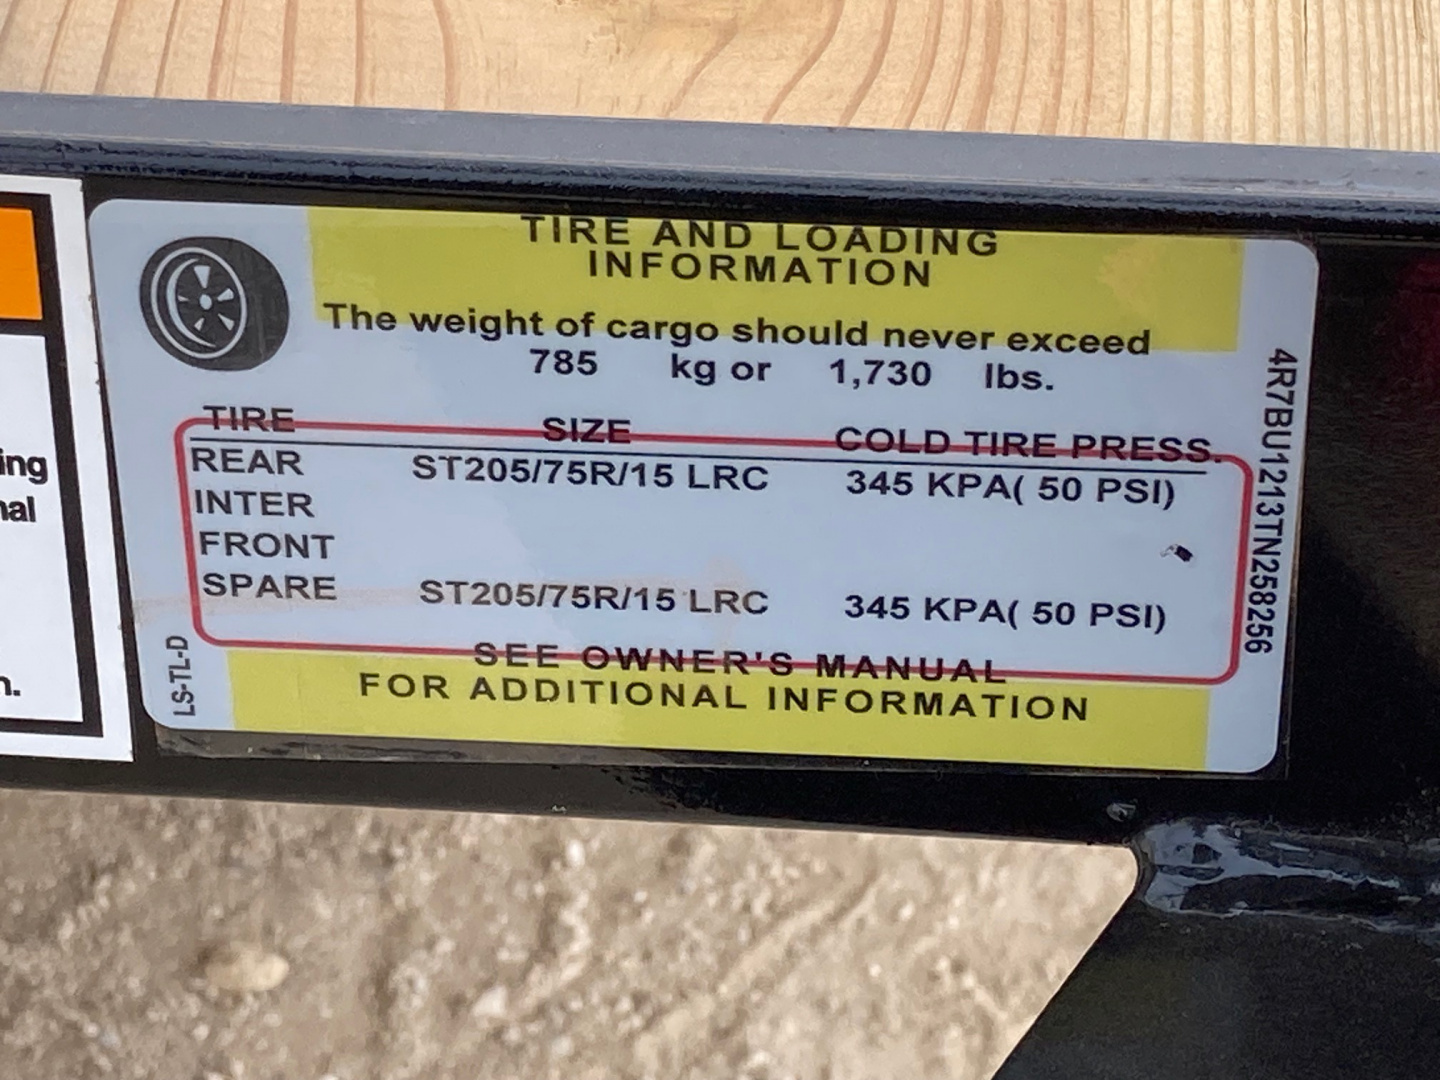 TIRE AND LOADING
INFORMATION
The weight of cargo should never exceed
785 kg or 1,730 lbs.
TIRE SIZE COLD TIRE PRESS.
REAR ST205/75R/15 LRC 345 KPA( 50 PSI)
INTER
FRONT
SPARE ST205/75R/15 LRC 345 KPA( 50 PSI)
SEE OWNER'S MANUAL
FOR ADDITIONAL INFORMATION
LS-TL-D
4R7BU1213TN258256
ing
nal